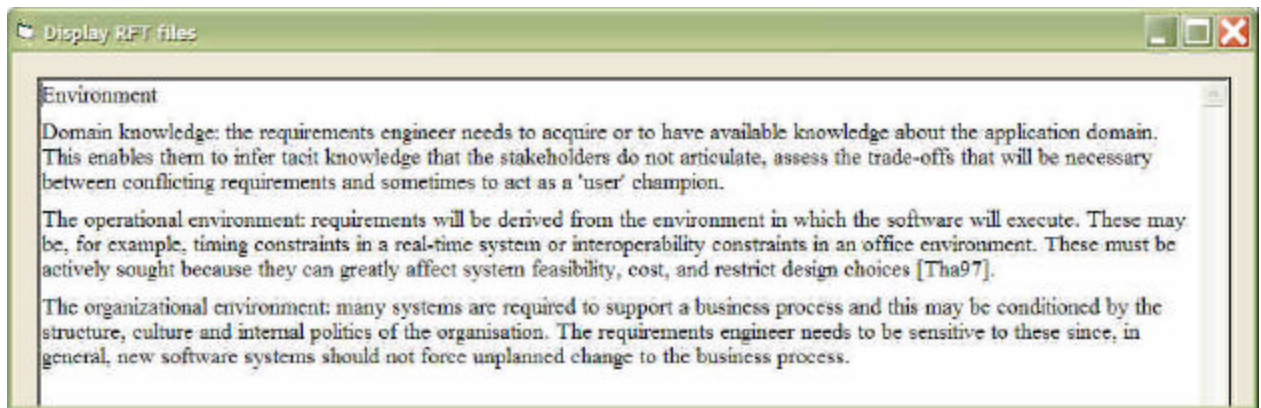 Display RFT files
Environment
Domain knowledge: the requirements engineer needs to acquire or to have available knowledge about the application domain.
This enables them to infer tacit knowledge that the stakeholders do not articulate, assess the trade-offs that will be necessary
between conflicting requirements and sometimes to act as a 'user' champion.
The operational environment: requirements will be derived from the environment in which the software will execute. These may
be, for example, timing constraints in a real-time system or interoperability constraints in an office environment. These must be
actively sought because they can greatly affect system feasibility, cost, and restrict design choices [Tha97].
The organizational environment: many systems are required to support a business process and this may be conditioned by the
structure, culture and internal politics of the organisation. The requirements engineer needs to be sensitive to these since, in
general, new software systems should not force unplanned change to the business process.